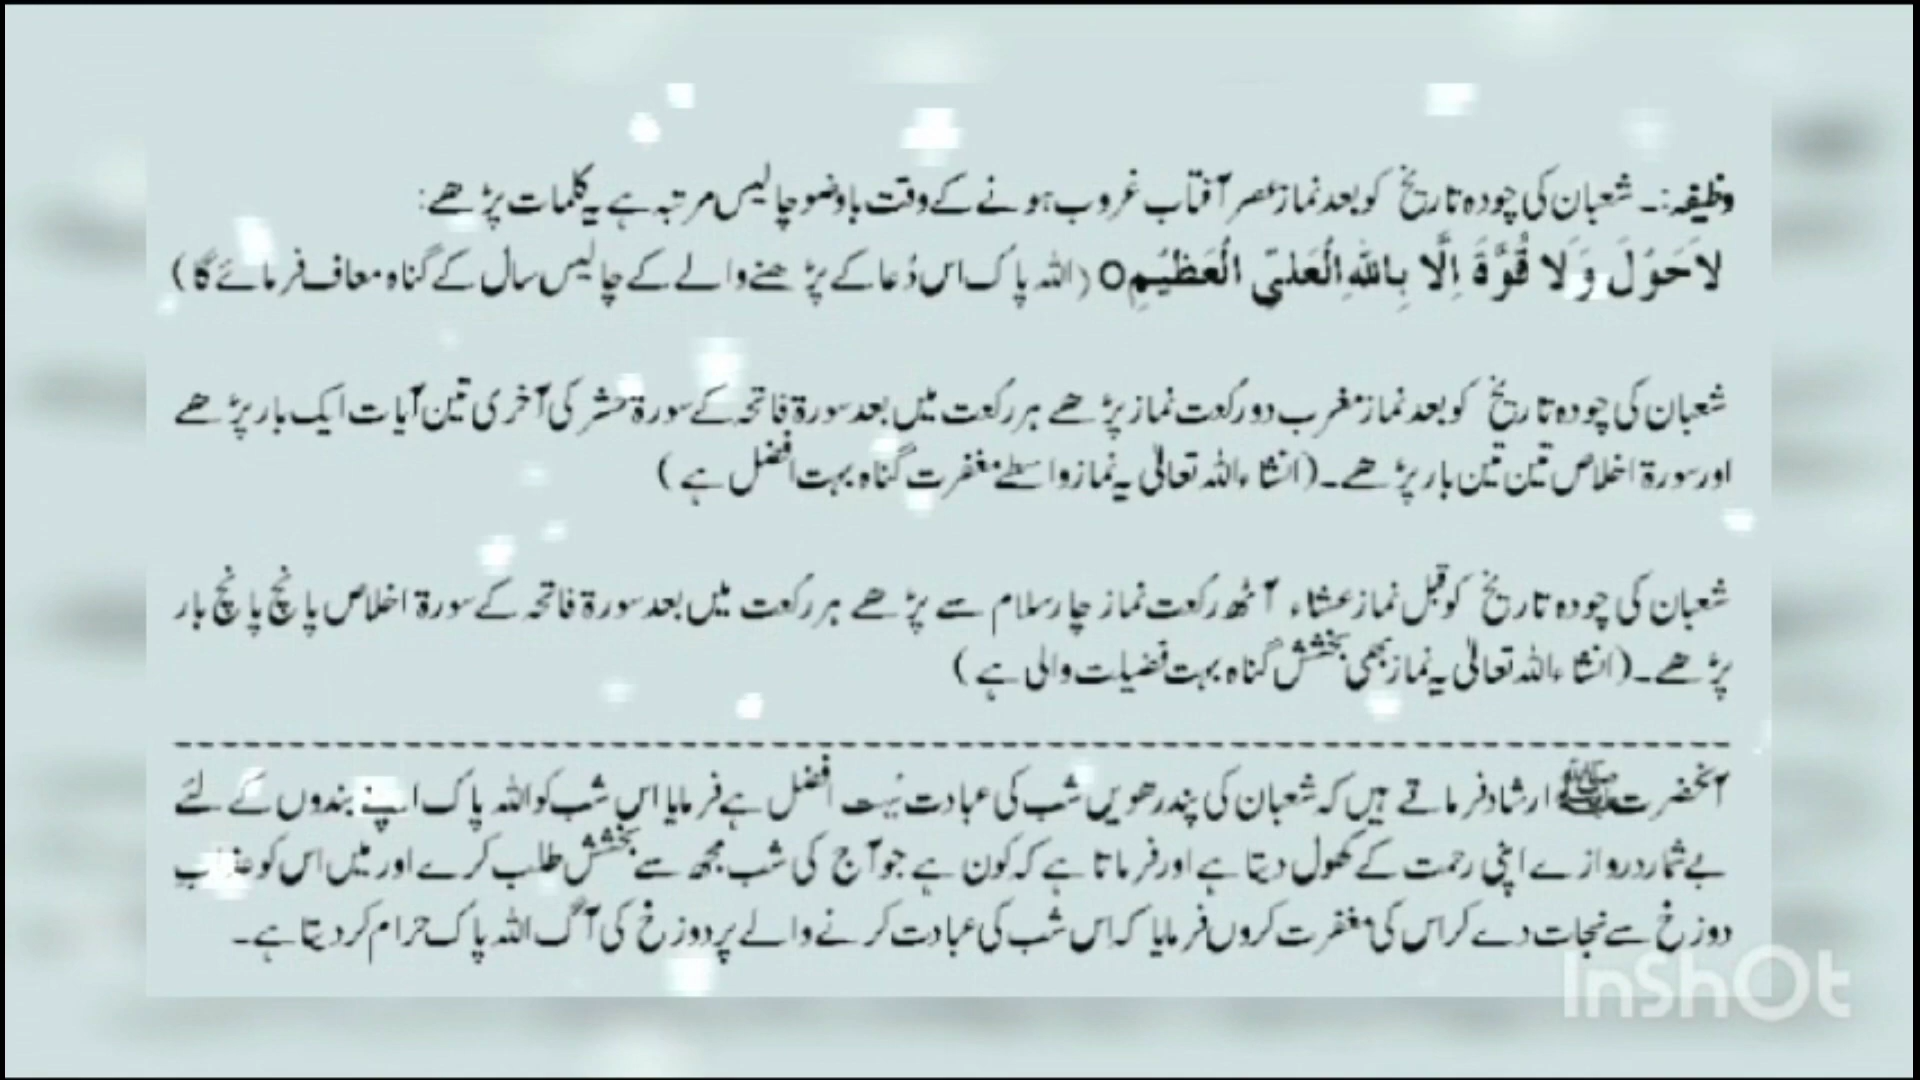 وظیفہ:۔ شعبان کی چودہ تاریخ کو بعد نماز عصر آفتاب غروب ہونے کے وقت باوضو چالیس مرتبہ ہے یہ کلمات پڑھے:
لَاحَوْلَ وَلَا قُوَّةَ اِلَّا بِاللهِ الْعَلِيِّ الْعَظِيْمِ○ (اللہ پاک اس دُعا کے پڑھنے والے کے چالیس سال کے گناہ معاف فرمائے گا)
شعبان کی چودہ تاریخ کو بعد نماز مغرب دو رکعت نماز پڑھے ہر رکعت میں بعد سورۃ فاتحہ کے سورۃ حشر کی آخری تین آیات ایک بار پڑھے
اور سورۃ اخلاص تین تین بار پڑھے۔ (انشاءاللہ تعالیٰ یہ نماز واسطے مغفرت گناہ بہت افضل ہے)
شعبان کی چودہ تاریخ کو قبل نماز عشاء آٹھ رکعت نماز چار سلام سے پڑھے ہر رکعت میں بعد سورۃ فاتحہ کے سورۃ اخلاص پانچ پانچ بار
پڑھے۔ (انشاءاللہ تعالیٰ یہ نماز بھی بخشش گناہ بہت فضیلت والی ہے)
آنحضرت ﷺ ارشاد فرماتے ہیں کہ شعبان کی پندرھویں شب کی عبادت بہت افضل ہے فرمایا اس شب کو اللہ پاک اپنے بندوں کے لئے
بے شمار دروازے اپنی رحمت کے کھول دیتا ہے اور فرماتا ہے کہ کون ہے جو آج کی شب مجھ سے بخشش طلب کرے اور میں اس کو عذاب
دوزخ سے نجات دے کر اس کی مغفرت کروں فرمایا کہ اس شب کی عبادت کرنے والے پر دوزخ کی آگ اللہ پاک حرام کر دیتا ہے۔
InShOt